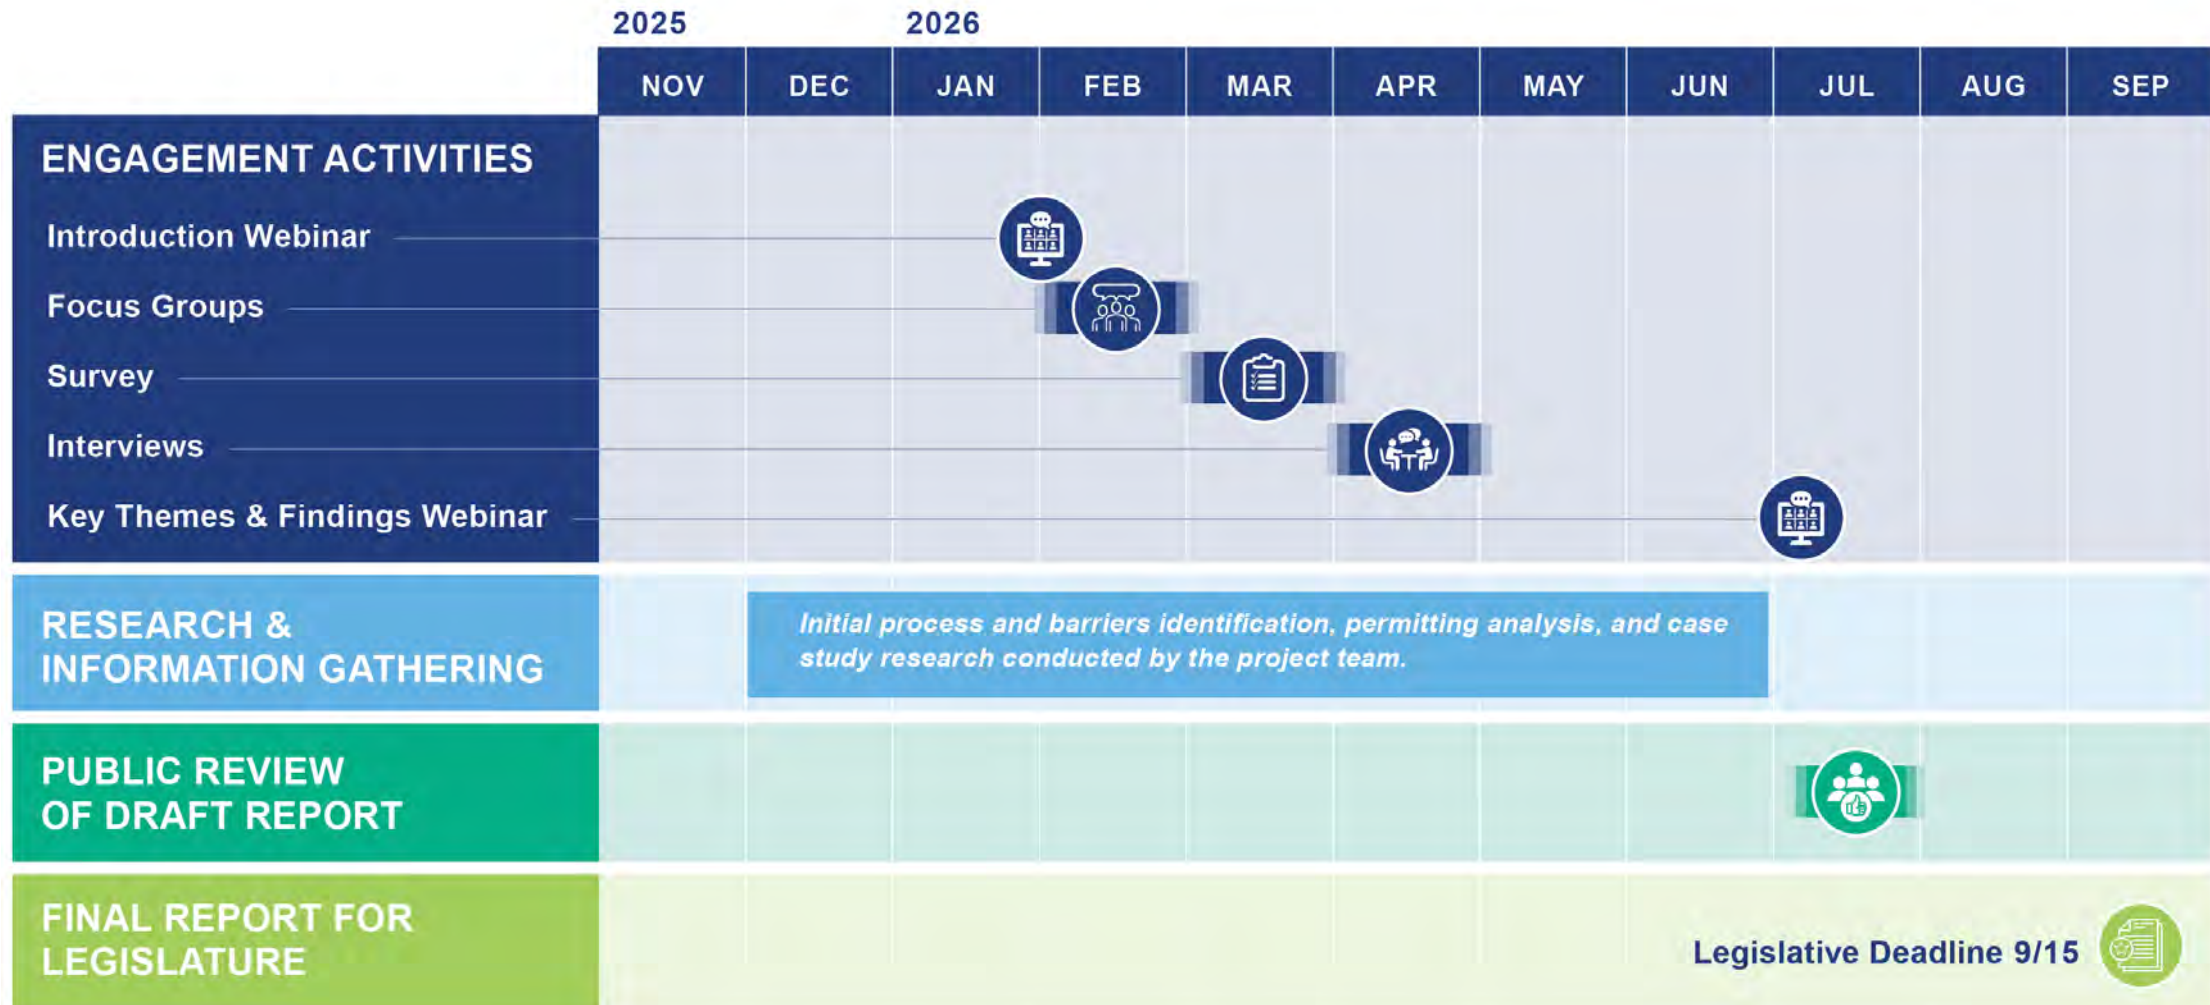 2025 2026
NOV DEC JAN FEB MAR APR MAY JUN JUL AUG SEP
ENGAGEMENT ACTIVITIES
Introduction Webinar
Focus Groups
Survey
Interviews
Key Themes & Findings Webinar
RESEARCH &
INFORMATION GATHERING
Initial process and barriers identification, permitting analysis, and case
study research conducted by the project team.
PUBLIC REVIEW
OF DRAFT REPORT
FINAL REPORT FOR
LEGISLATURE
Legislative Deadline 9/15